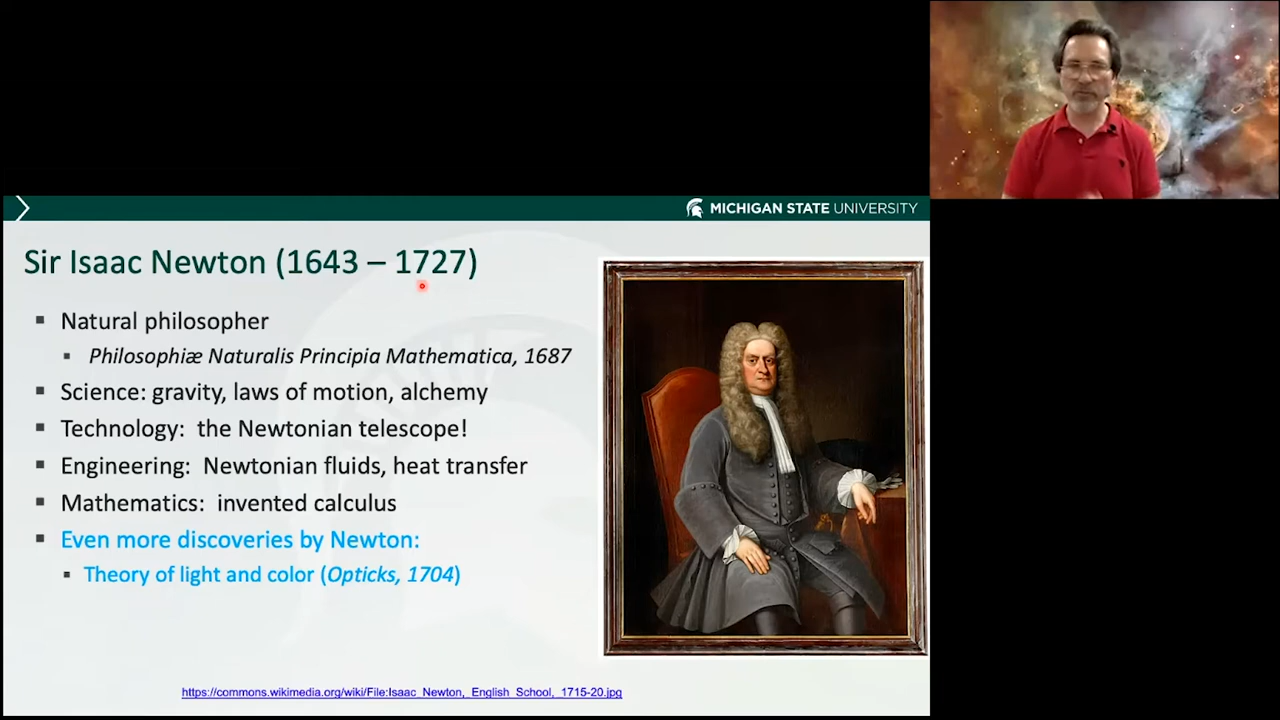 MICHIGAN STATE UNIVERSITY
Sir Isaac Newton (1643 – 1727)
▪ Natural philosopher
▪ Philosophiæ Naturalis Principia Mathematica, 1687
▪ Science: gravity, laws of motion, alchemy
▪ Technology: the Newtonian telescope!
▪ Engineering: Newtonian fluids, heat transfer
▪ Mathematics: invented calculus
▪ Even more discoveries by Newton:
▪ Theory of light and color (Opticks, 1704)
https://commons.wikimedia.org/wiki/File:Isaac_Newton,_English_School,_1715-20.jpg